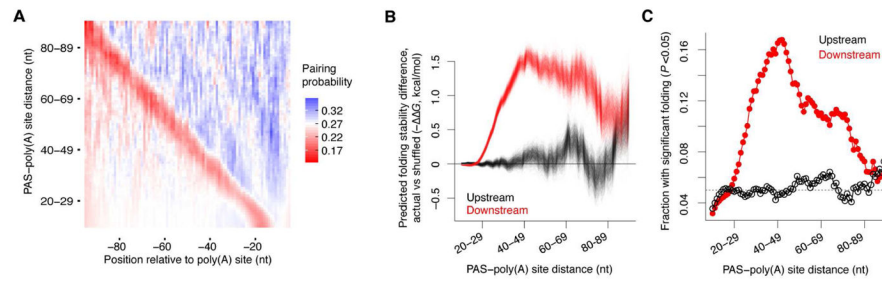 A
PAS–poly(A) site distance (nt)
80–89
60–69
40–49
20–29
−80
−60
−40
−20
Position relative to poly(A) site (nt)
Pairing
probability
0.32
0.27
0.22
0.17
B
Predicted folding stability difference,
actual vs shuffled (−ΔΔG, kcal/mol)
1.5
1.0
0.5
0
−0.5
Upstream
Downstream
20–29
40–49
60–69
80–89
PAS–poly(A) site distance (nt)
C
Fraction with significant folding (P<0.05)
0.16
0.12
0.08
0.04
Upstream
Downstream
20–29
40–49
60–69
80–89
PAS–poly(A) site distance (nt)